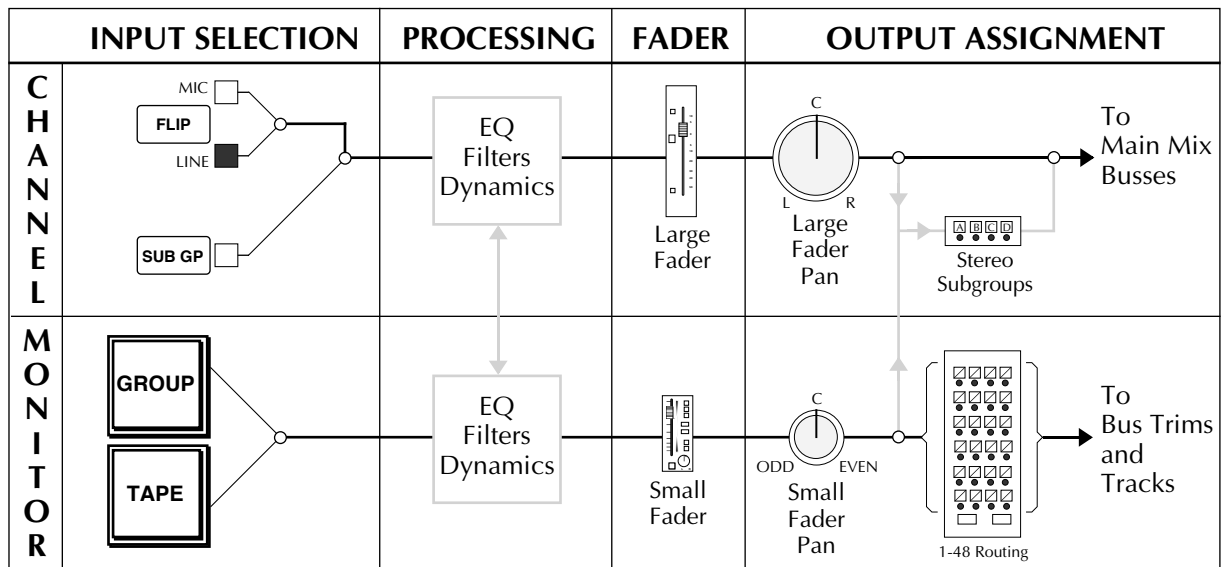 INPUT SELECTION
PROCESSING
FADER
OUTPUT ASSIGNMENT
CHANNEL
MIC
FLIP
LINE
SUB GP
EQ
Filters
Dynamics
Large
Fader
C
L
R
Large
Fader
Pan
A B C D
Stereo
Subgroups
To
Main Mix
Busses
MONITOR
GROUP
TAPE
EQ
Filters
Dynamics
Small
Fader
C
ODD
EVEN
Small
Fader
Pan
1-48 Routing
To
Bus Trims
and
Tracks